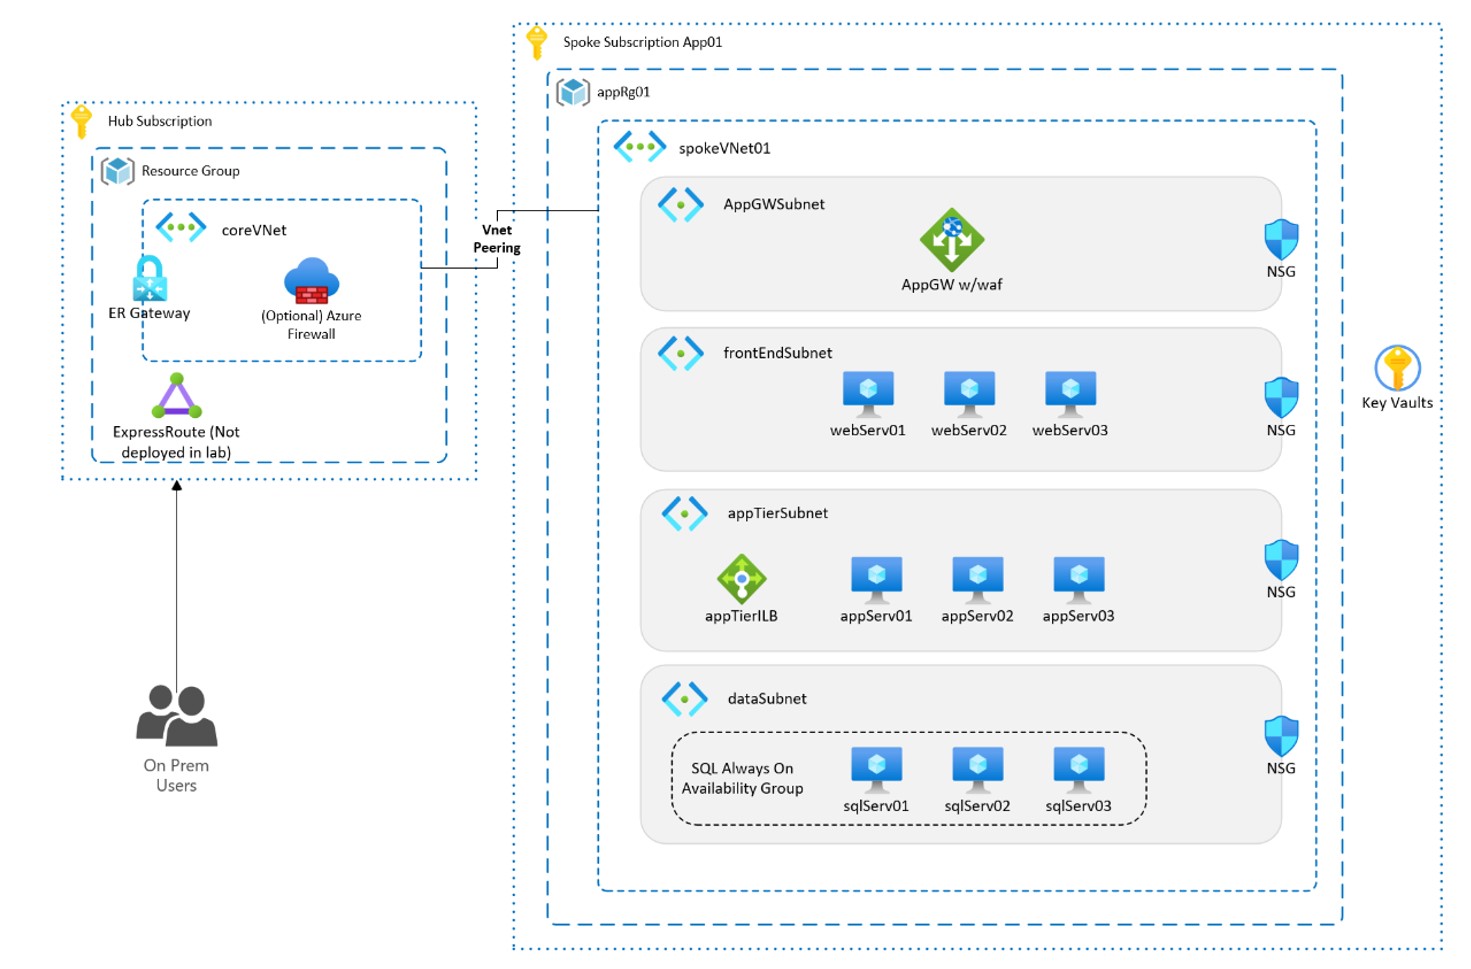 Spoke Subscription App01
appRg01
Hub Subscription
spokeVNet01
Resource Group
AppGWSubnet
coreVNet
Vnet
Peering
NSG
AppGW w/waf
ER Gateway
(Optional) Azure
Firewall
frontEndSubnet
Key Vaults
webServ01
webServ02
webServ03
NSG
ExpressRoute (Not
deployed in lab)
appTierSubnet
NSG
appTierILB
appServ01
appServ02
appServ03
dataSubnet
On Prem
Users
SQL Always On
Availability Group
NSG
sqlServ01
sqlServ02
sqlServ03